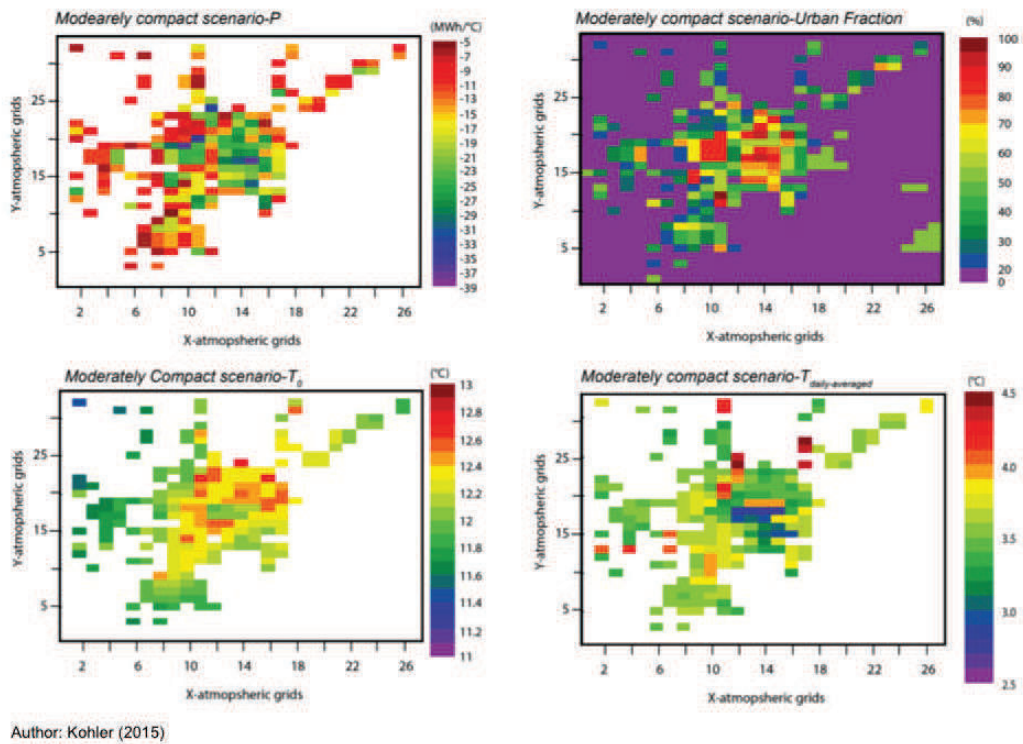 Modearely compact scenario-P
(MWh/°C)
-5
-7
-9
-11
-13
-15
-17
-19
-21
-23
-25
-27
-29
-31
-33
-35
-37
-39
Y-atmopsheric grids
25
15
5
2 6 10 14 18 22 26
X-atmopsheric grids
Moderately compact scenario-Urban Fraction
(%)
100
90
80
70
60
50
40
30
20
0
Y-atmopsheric grids
25
15
5
2 6 10 14 18 22 26
X-atmopsheric grids
Moderately Compact scenario-T0
(°C)
13
12.8
12.6
12.4
12.2
12
11.8
11.6
11.4
11.2
11
Y-atmopsheric grids
25
15
5
2 6 10 14 18 22 26
X-atmopsheric grids
Moderately compact scenario-T daily-averaged
(°C)
4.5
4.0
3.5
3.0
2.5
Y-atmopsheric grids
25
15
5
2 6 10 14 18 22 26
X-atmopsheric grids
Author: Kohler (2015)